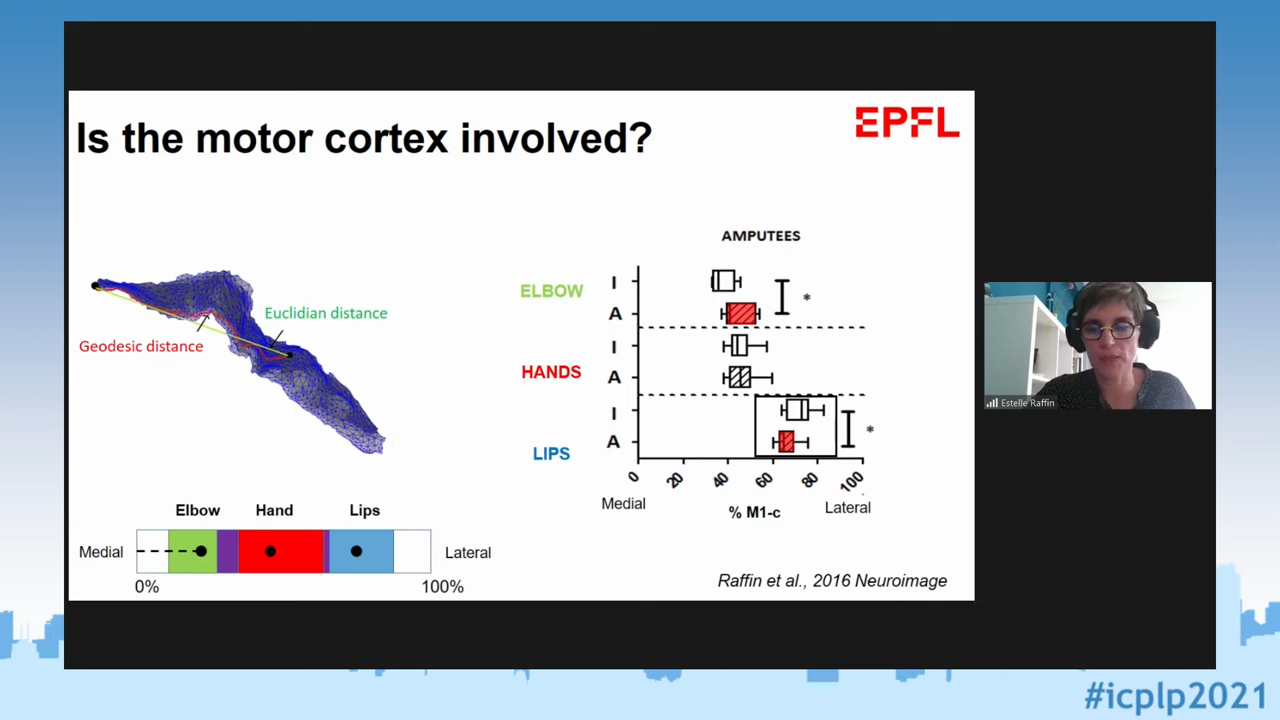 Is the motor cortex involved?
EPFL
Euclidian distance
Geodesic distance
Elbow Hand Lips
Medial
Lateral
0%
100%
AMPUTEES
ELBOW
I
A
*
HANDS
I
A
LIPS
I
A
*
0 20 40 60 80 100
Medial
% M1-c
Lateral
Raffin et al., 2016 Neuroimage
Estelle Raffin
#icplp2021